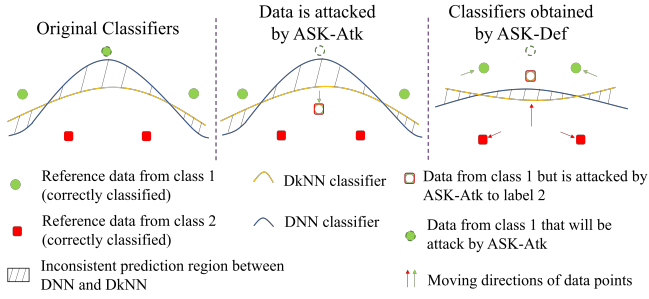 Original Classifiers
Data is attacked
by ASK-Atk
Classifiers obtained
by ASK-Def
Reference data from class 1
(correctly classified)
Reference data from class 2
(correctly classified)
Inconsistent prediction region between
DNN and DkNN
DkNN classifier
DNN classifier
Data from class 1 but is attacked by
ASK-Atk to label 2
Data from class 1 that will be
attack by ASK-Atk
Moving directions of data points